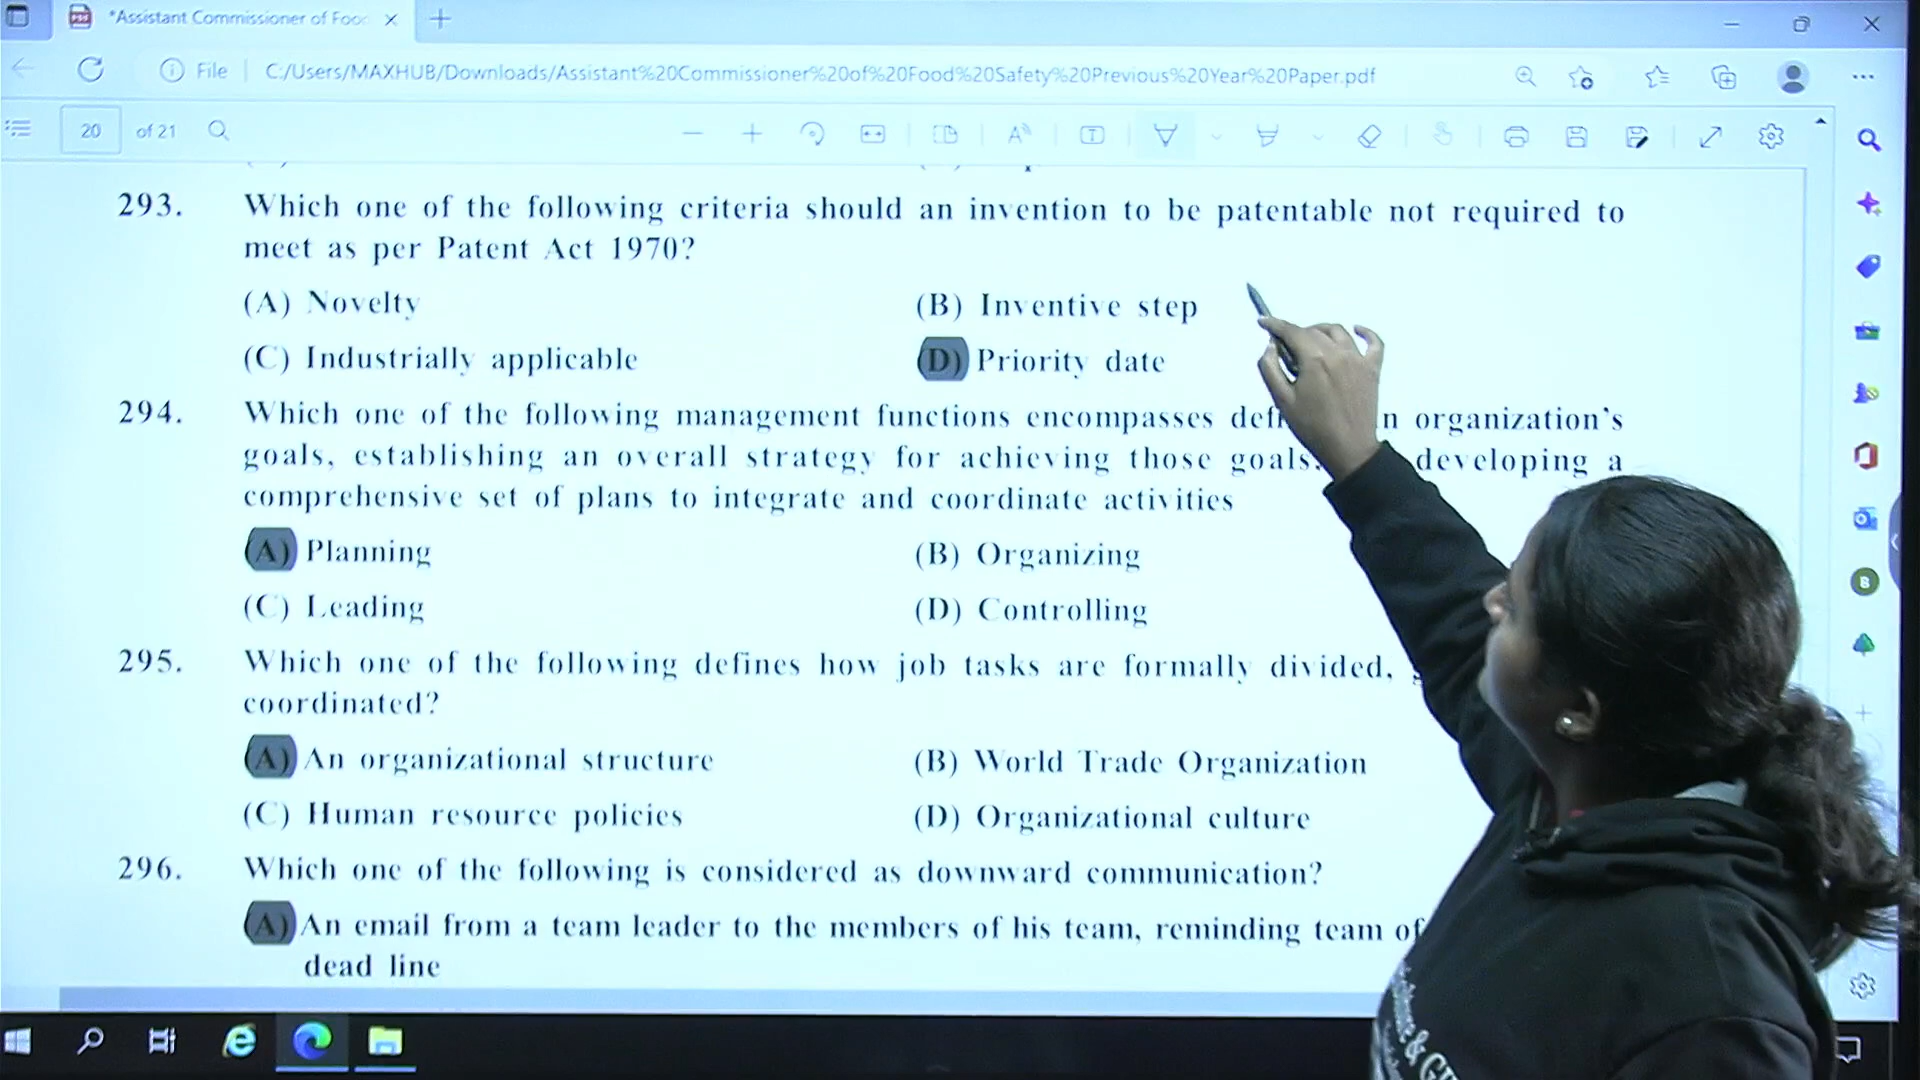 *Assistant Commissioner of Food
File C:/Users/MAXHUB/Downloads/Assistant%20Commissioner%20of%20Food%20Safety%20Previous%20Year%20Paper.pdf
20 of 21
293. Which one of the following criteria should an invention to be patentable not required to
meet as per Patent Act 1970?
(A) Novelty (B) Inventive step
(C) Industrially applicable (D) Priority date
294. Which one of the following management functions encompasses n organization's
goals, establishing an overall strategy for achieving those goals, developing a
comprehensive set of plans to integrate and coordinate activities
(A) Planning (B) Organizing
(C) Leading (D) Controlling
295. Which one of the following defines how job tasks are formally divided,
coordinated?
(A) An organizational structure (B) World Trade Organization
(C) Human resource policies (D) Organizational culture
296. Which one of the following is considered as downward communication?
(A) An email from a team leader to the members of his team, reminding team of
dead line